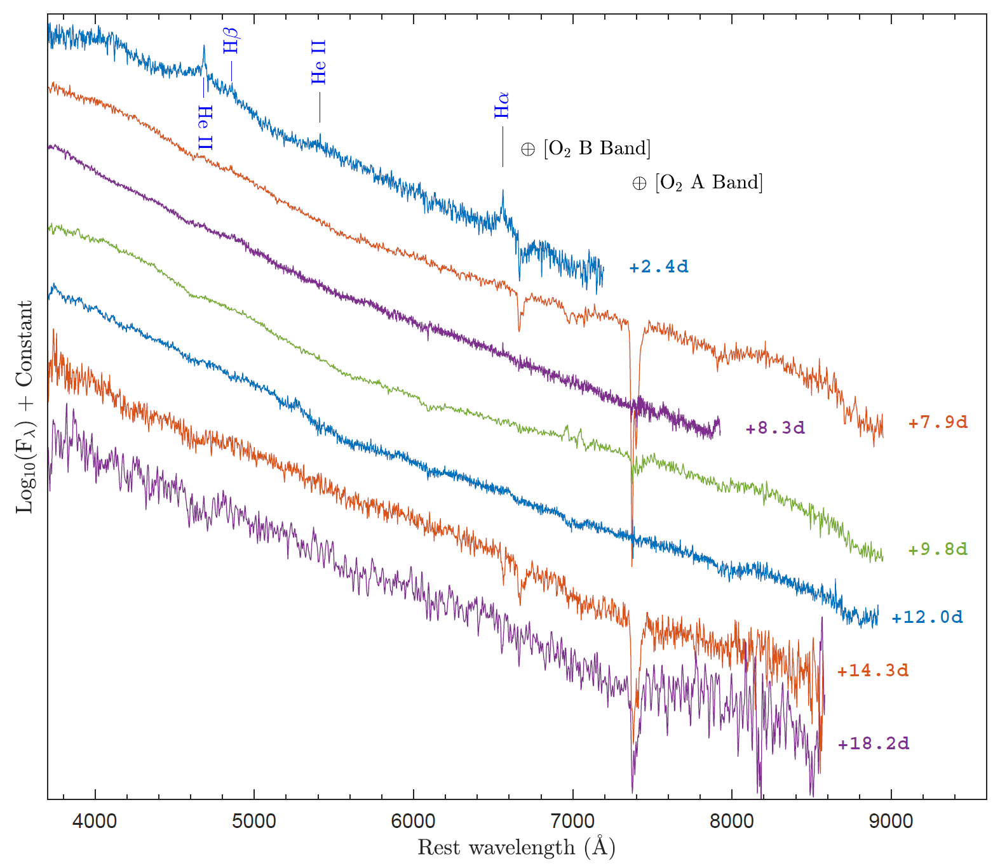 Hβ
He II
Hα
He II
⊕ [O₂ B Band]
⊕ [O₂ A Band]
+2.4d
+7.9d
+8.3d
+9.8d
+12.0d
+14.3d
+18.2d
Log₁₀(F_λ) + Constant
4000 5000 6000 7000 8000 9000
Rest wavelength (Å)